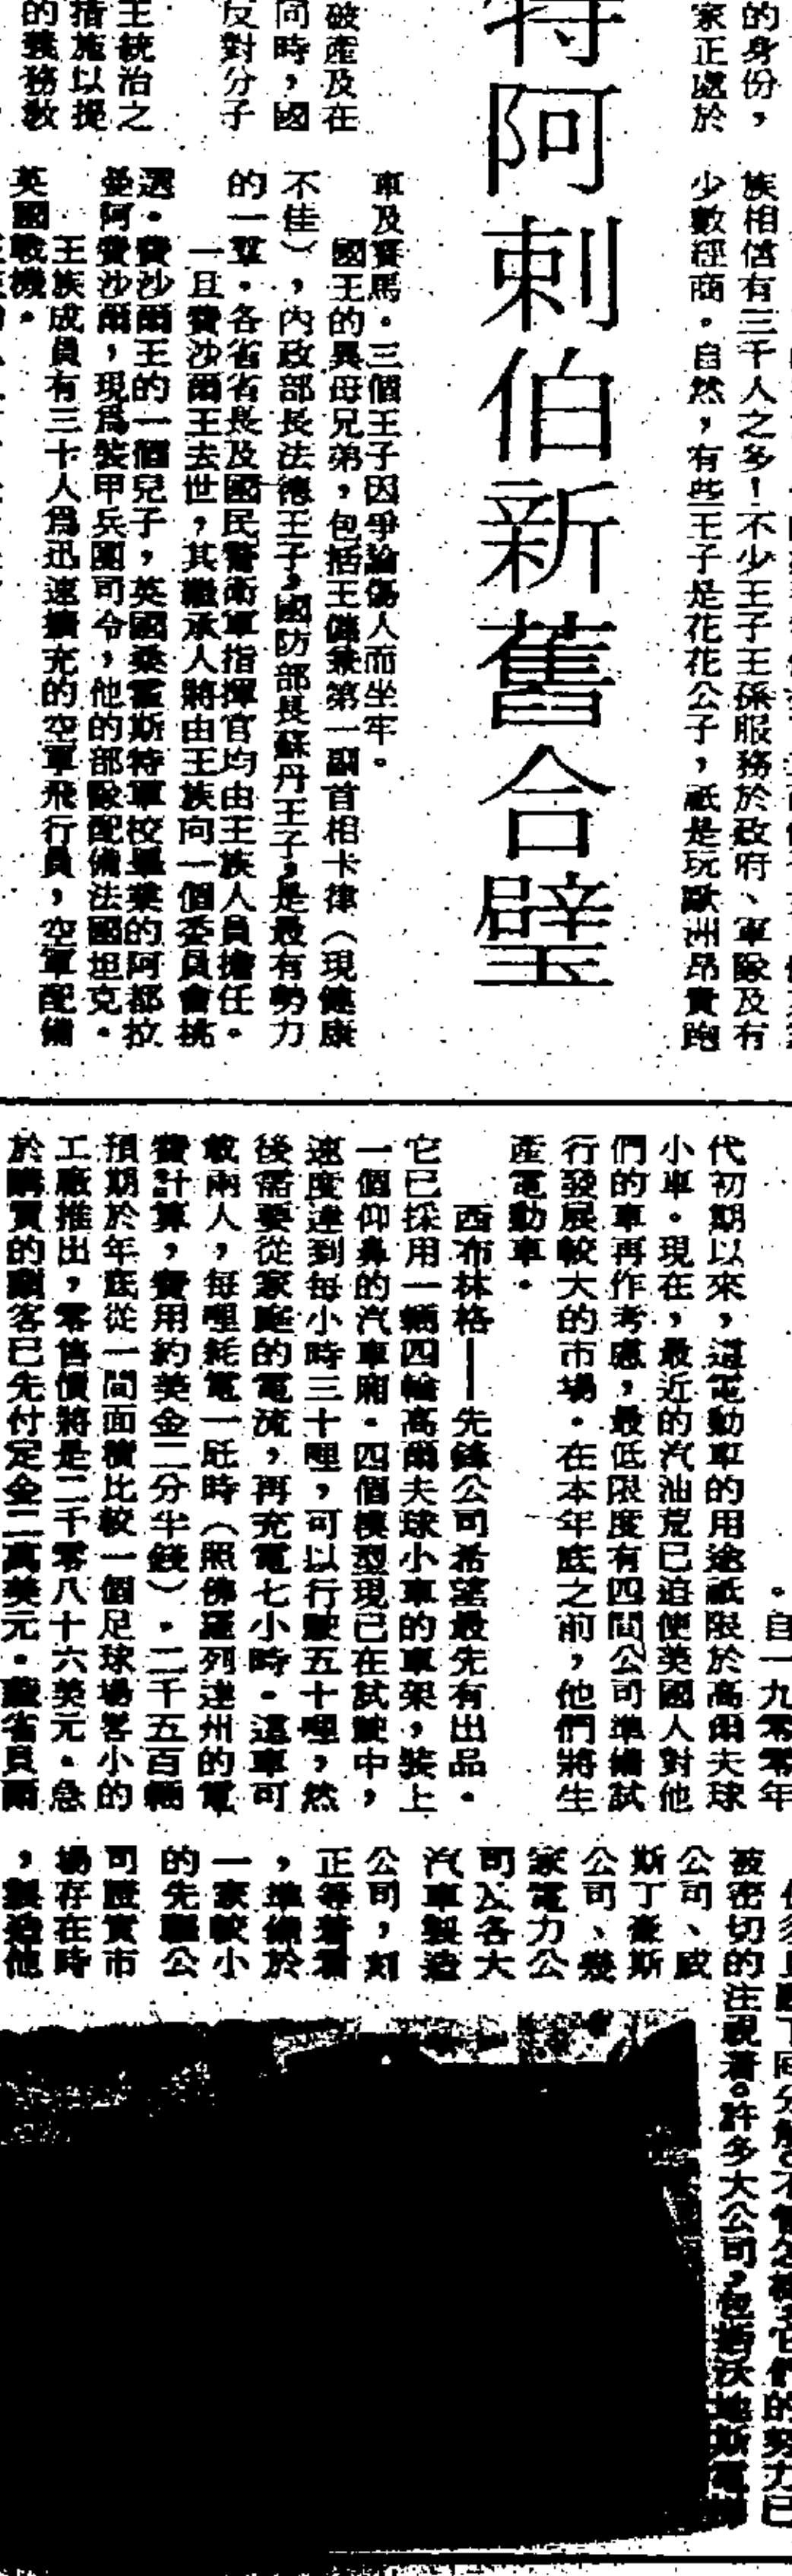 的身份，
家正處於
特阿剌伯新舊合璧
破產及在
同時，國
反對分子
王統治之
措施以提
的義務教
族相信有三千人之多！不少王子王孫服務於政府、軍隊及有
少數經商。自然，有些王子是花花公子，祇是玩歐洲昂貴跑
車及賽馬。三個王子因爭論傷人而坐牢。
國王的異母兄弟，包括王儲兼第一副首相卡律（現健康
不佳），內政部長法德王子，國防部長蘇丹王子，是最有勢力
的一羣。各省省長及國民警衛軍指揮官均由王族人員擔任。
一旦費沙爾王去世，其繼承人將由王族向一個委員會挑
選。費沙爾王的一個兒子，英國桑霍斯特軍校畢業的阿都拉
曼阿費沙爾，現爲裝甲兵團司令，他的部隊配備法國坦克。
王族成員有三十人爲迅速擴充的空軍飛行員，空軍配備
英國戰機。
。自一九零零年
代初期以來，這電動車的用途祇限於高爾夫球
小車。現在，最近的汽油荒已迫使美國人對他
們的車再作考慮，最低限度有四間公司準備試
行發展較大的市場。在本年底之前，他們將生
產電動車。
西布林格——先鋒公司希望最先有出品。
它已採用一輛四輪高爾夫球小車的車架，裝上
一個仰鼻的汽車廂。四個模型現已在試駛中，
速度達到每小時三十哩，可以行駛五十哩，然
後需要從家庭的電流，再充電七小時。這車可
載兩人，每哩耗電一瓩時（照佛羅列達州的電
費計算，費用約美金二分半錢）。二千五百輛
預期於年底從一間面積比較一個足球場畧小的
工廠推出，零售價將是二千零八十六美元。急
於購買的顧客已先付定金二萬美元。
被密切的注視着。許多大公司，包括沃地斯電
公司、威
斯丁豪斯
公司、幾
家電力公
司及各大
汽車製造
公司，刻
正等着看
，準備於
一家較小
的先驅公
司證實市
場存在時
，製造他